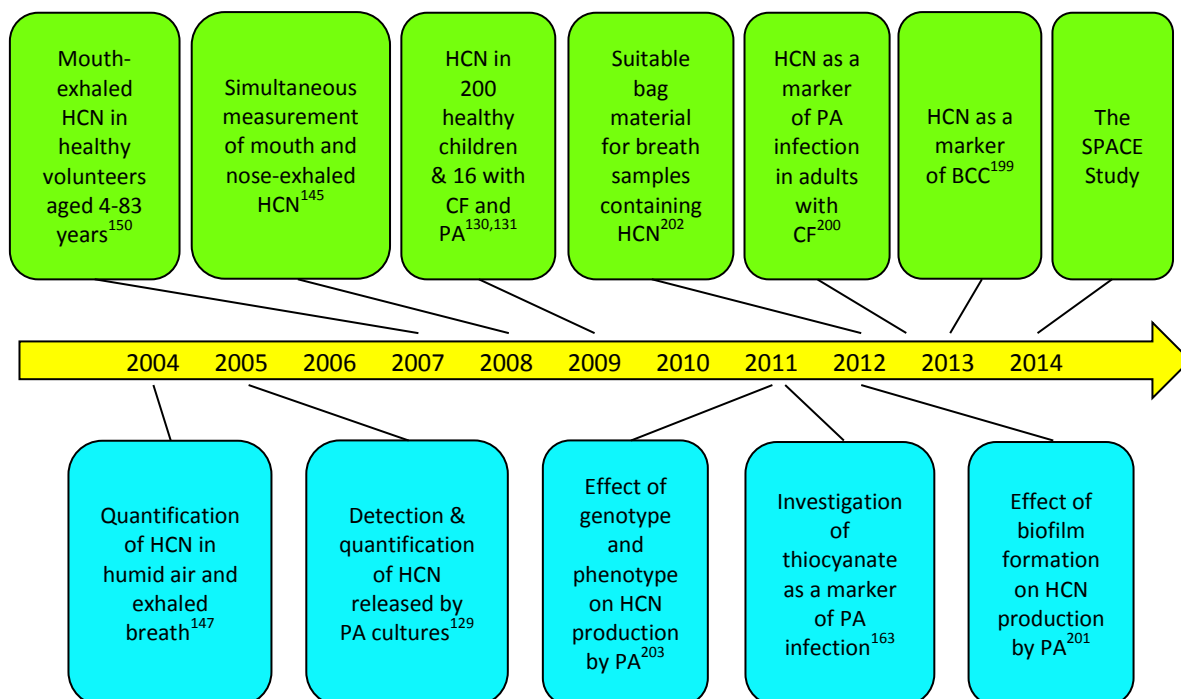 Mouth-
exhaled
HCN in
healthy
volunteers
aged 4-83
years150
Simultaneous
measurement
of mouth and
nose-exhaled
HCN145
HCN in
200
healthy
children
& 16 with
CF and
PA130,131
Suitable
bag
material
for breath
samples
containing
HCN202
HCN as a
marker
of PA
infection
in adults
with
CF200
HCN as a
marker
of BCC199
The
SPACE
Study
2004 2005 2006 2007 2008 2009 2010 2011 2012 2013 2014
Quantification
of HCN in
humid air and
exhaled
breath147
Detection &
quantification
of HCN
released by
PA cultures129
Effect of
genotype
and
phenotype
on HCN
production
by PA203
Investigation
of
thiocyanate
as a marker
of PA
infection163
Effect of
biofilm
formation
on HCN
production
by PA201